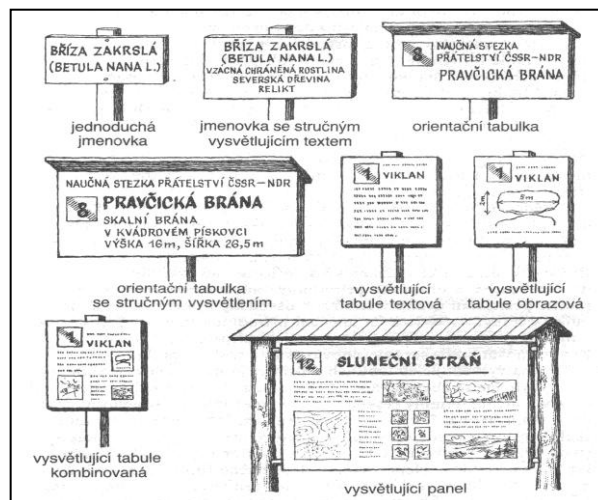 BŘÍZA ZAKRSLÁ
(BETULA NANA L.)
jednoduchá
jmenovka
BŘÍZA ZAKRSLÁ
(BETULA NANA L.)
VZÁCNÁ CHRÁNĚNÁ ROSTLINA
SEVERSKÁ DŘEVINA
RELIKT
jmenovka se stručným
vysvětlujícím textem
8
NAUČNÁ STEZKA
PŘÁTELSTVÍ ČSSR-NDR
PRAVČICKÁ BRÁNA
orientační tabulka
NAUČNÁ STEZKA PŘÁTELSTVÍ ČSSR-NDR
8
PRAVČICKÁ BRÁNA
SKALNÍ BRÁNA
V KVÁDROVÉM PÍSKOVCI
VÝŠKA 16m, ŠÍŘKA 26,5m
orientační tabulka
se stručným vysvětlením
1
VIKLAN
vysvětlující
tabule textová
1
VIKLAN
2m
5m
vysvětlující
tabule obrazová
1
VIKLAN
vysvětlující tabule
kombinovaná
12 SLUNEČNÍ STRÁŇ
vysvětlující panel